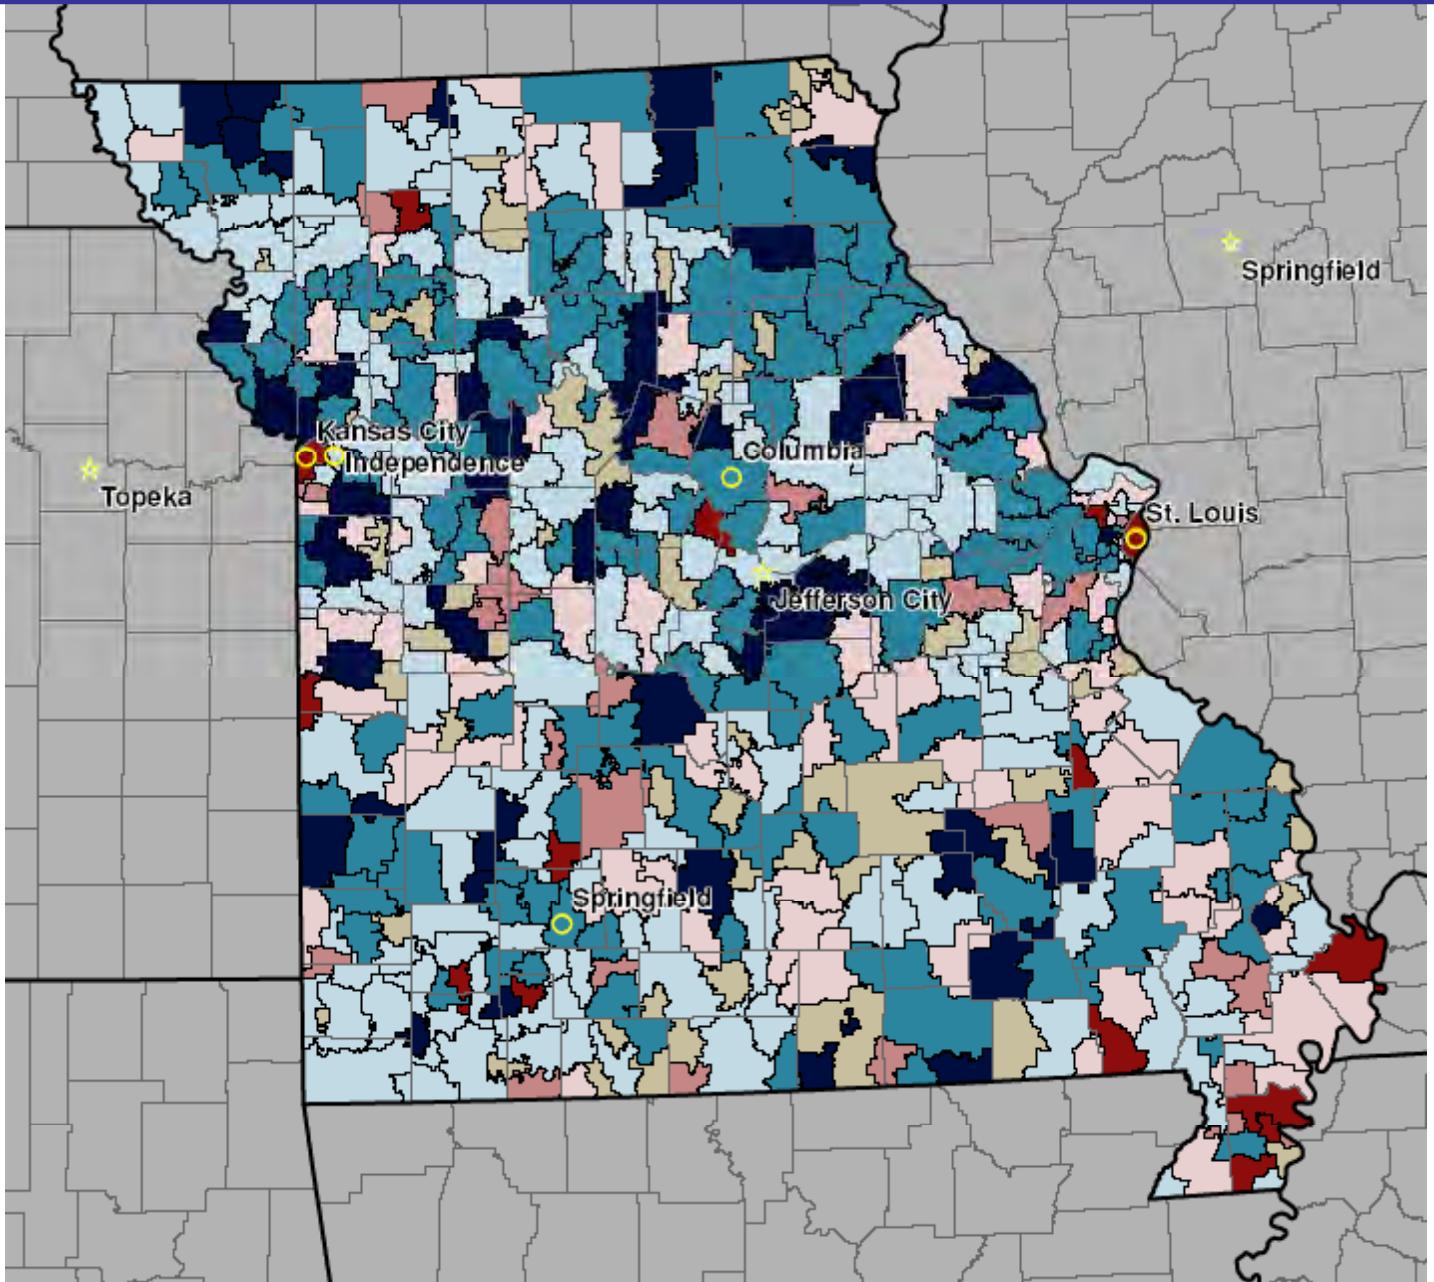 Springfield
Kansas City
Independence
Columbia
Topeka
St. Louis
Jefferson City
Springfield